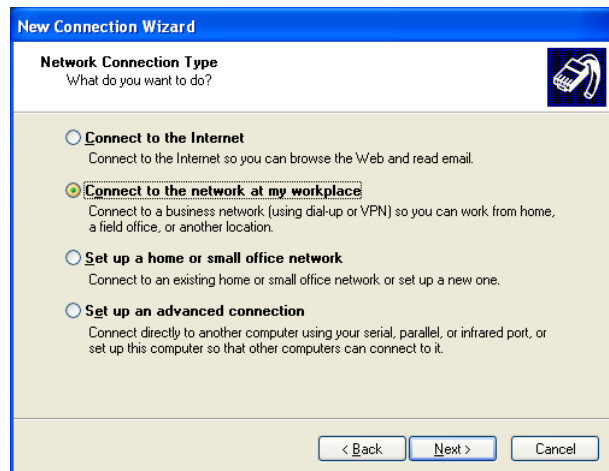 New Connection Wizard
Network Connection Type
What do you want to do?
Connect to the Internet
Connect to the Internet so you can browse the Web and read email.
Connect to the network at my workplace
Connect to a business network (using dial-up or VPN) so you can work from home,
a field office, or another location.
Set up a home or small office network
Connect to an existing home or small office network or set up a new one.
Set up an advanced connection
Connect directly to another computer using your serial, parallel, or infrared port, or
set up this computer so that other computers can connect to it.
< Back Next > Cancel